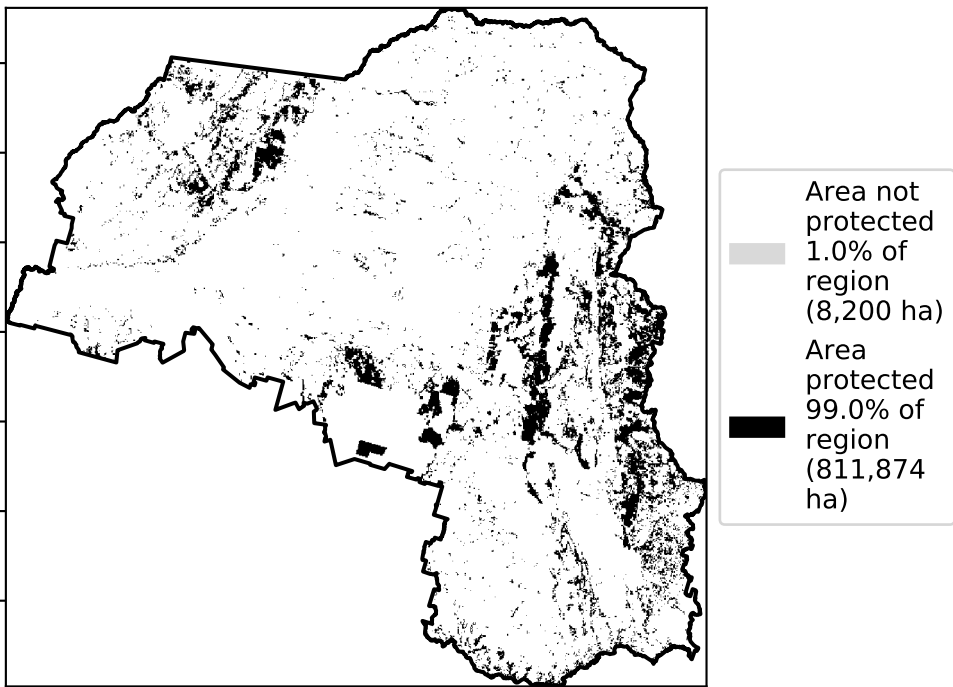 Area not
protected
1.0% of
region
(8,200 ha)
Area
protected
99.0% of
region
(811,874
ha)